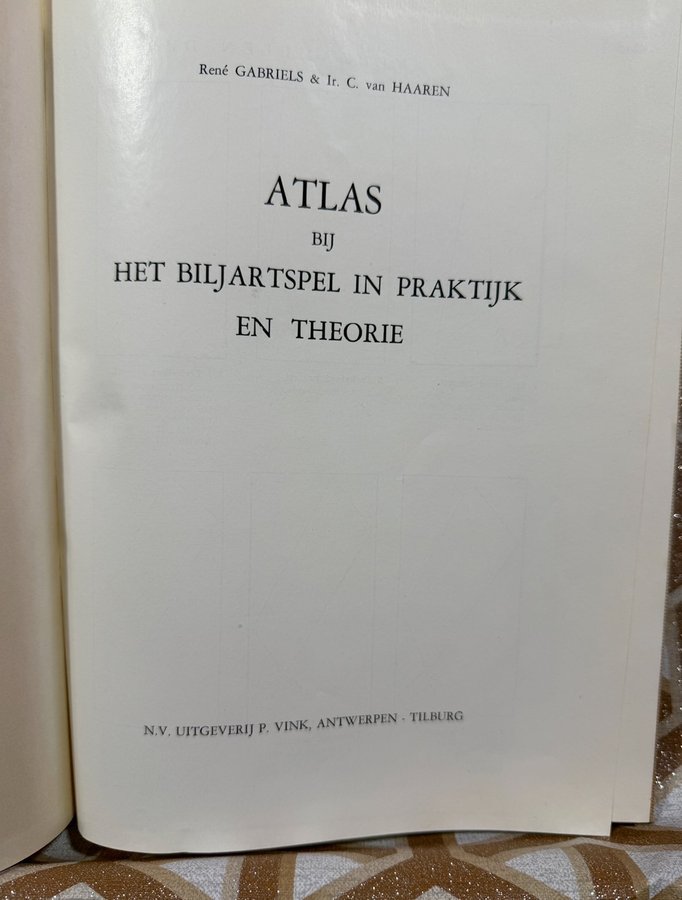 René GABRIELS & Ir. C. van HAAREN
ATLAS
BIJ
HET BILJARTSPEL IN PRAKTIJK
EN THEORIE
N.V. UITGEVERIJ P. VINK, ANTWERPEN - TILBURG